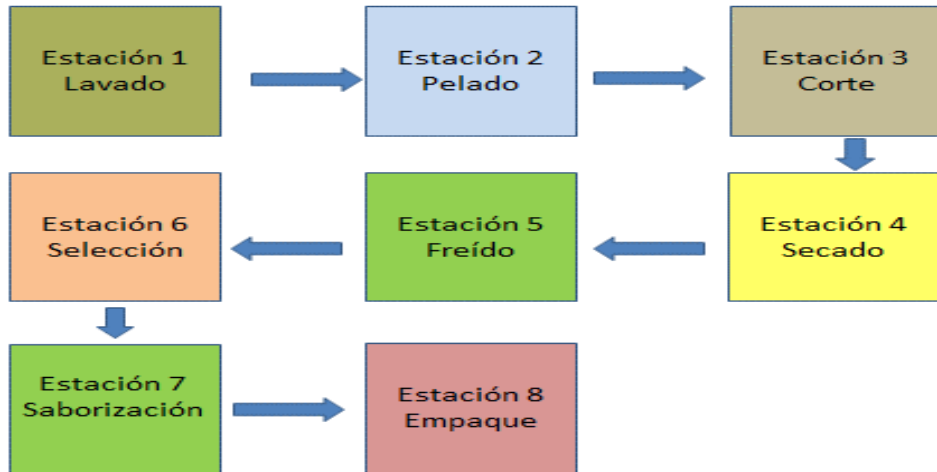 Estación 1
Lavado
Estación 2
Pelado
Estación 3
Corte
Estación 4
Secado
Estación 5
Freído
Estación 6
Selección
Estación 7
Saborización
Estación 8
Empaque